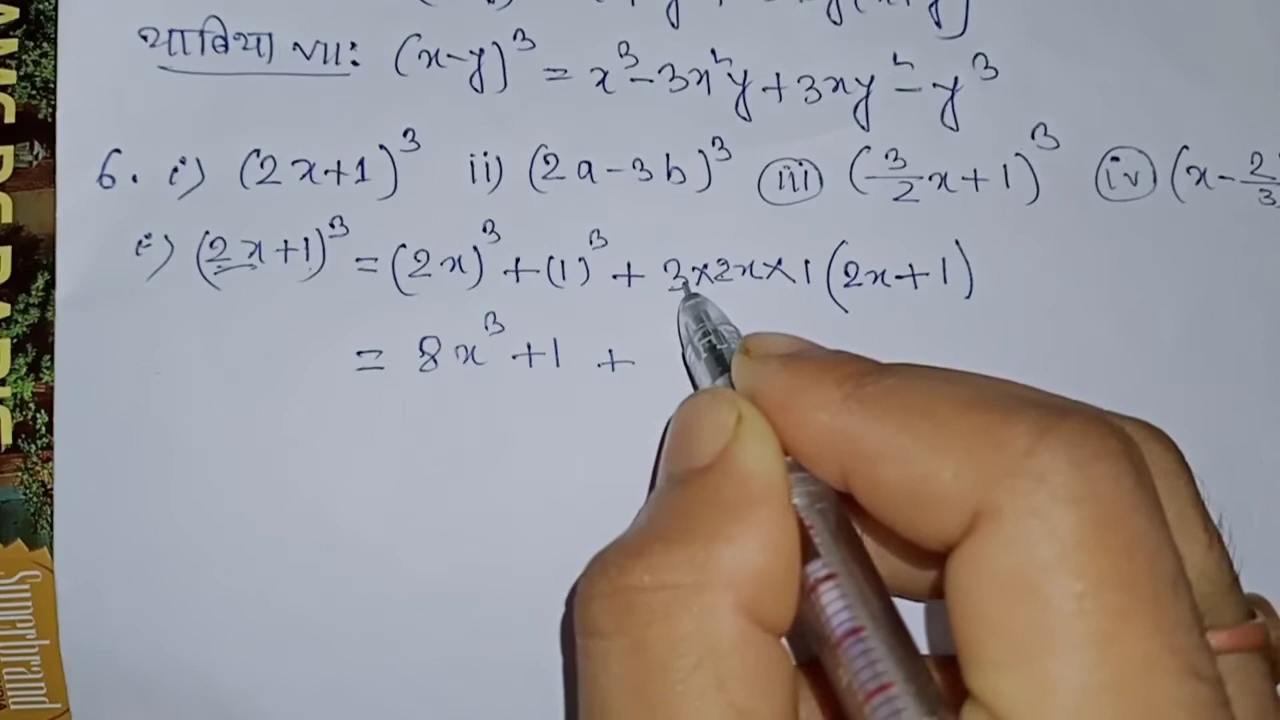 याबिथा VII: (x-y)³ = x³ - 3x²y + 3xy² - y³
6. i) (2x+1)³ ii) (2a-3b)³ (iii) (3/2x+1)³ (iv) (x-2/3
i) (2x+1)³ = (2x)³ + (1)³ + 3×2x×1(2x+1)
= 8x³ + 1 +
Superbrand